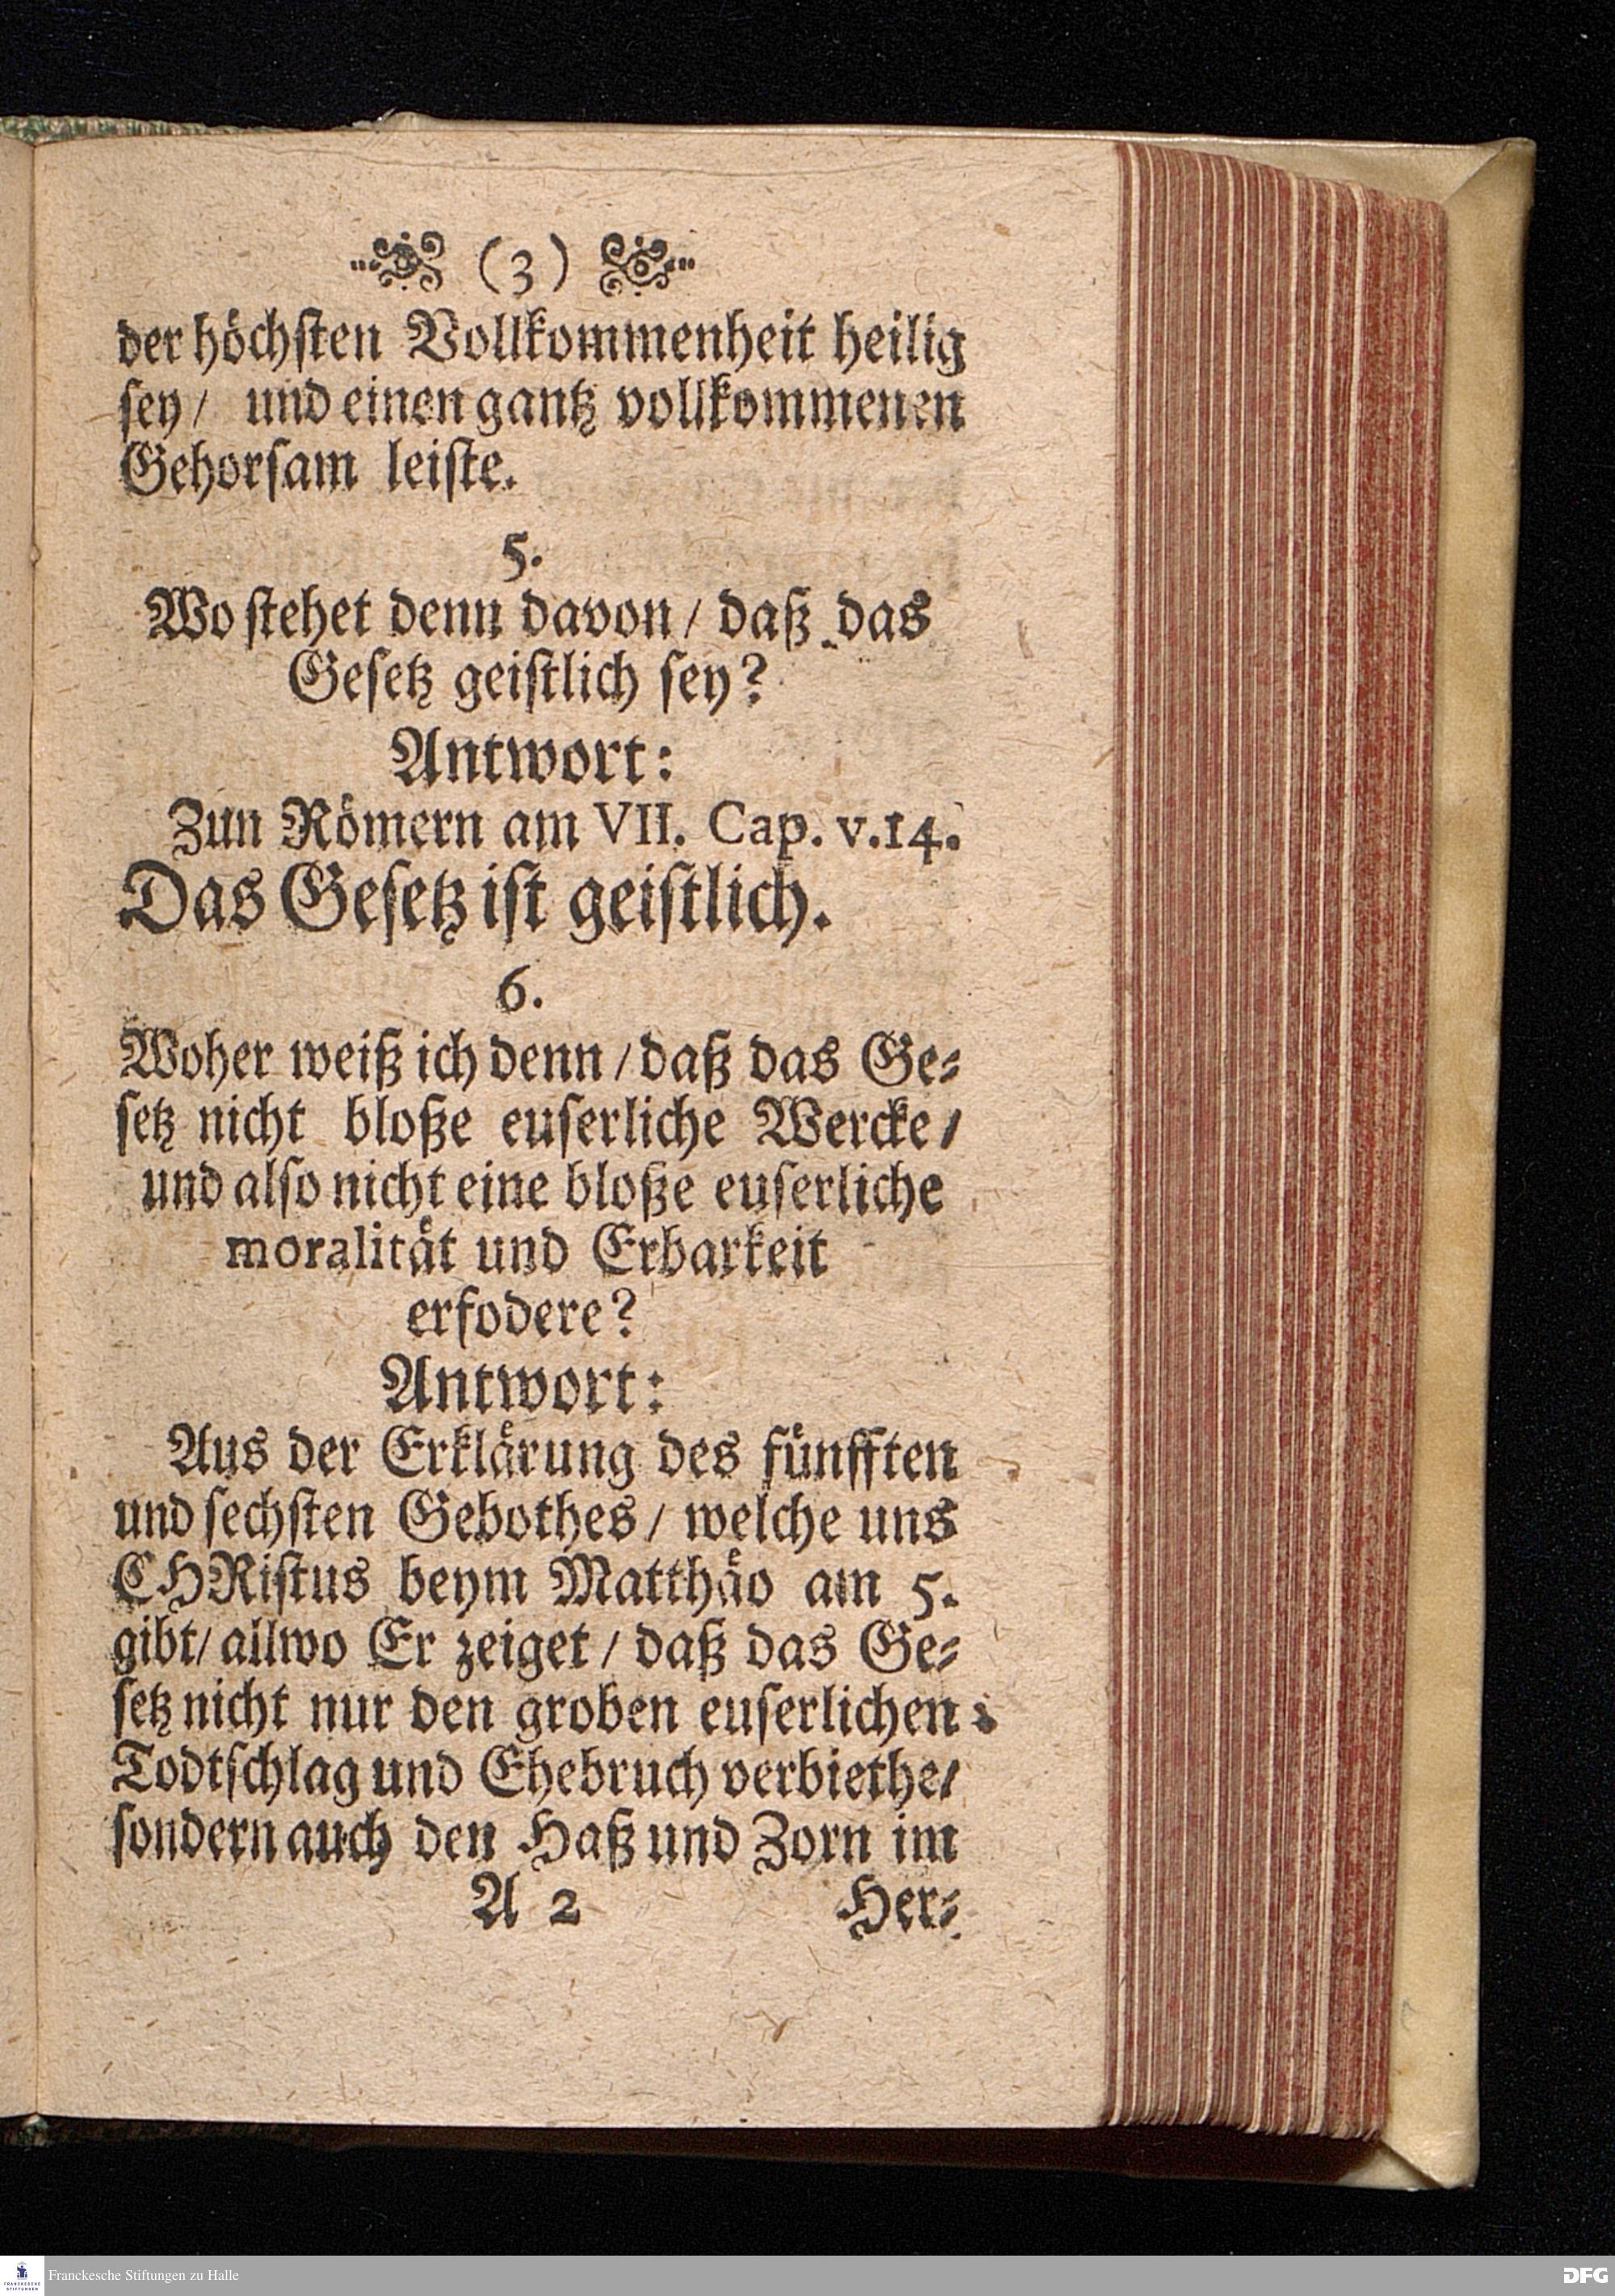 (3)
der höchsten Vollkommenheit heilig
sey/ und einen gantz vollkommenen
Gehorsam leiste.
5.
Wo stehet denn davon/ daß das
Gesetz geistlich sey?
Antwort:
Zun Römern am VII. Cap. v.14.
Das Gesetz ist geistlich.
6.
Woher weiß ich denn/ daß das Ge-
setz nicht bloße euserliche Wercke/
und also nicht eine bloße euserliche
moralität und Erbarkeit
erfodere?
Antwort:
Aus der Erklärung des fünfften
und sechsten Gebothes/ welche uns
CHRistus beym Matthäo am 5.
gibt/ allwo Er zeiget/ daß das Ge-
setz nicht nur den groben euserlichen
Todtschlag und Ehebruch verbiethe/
sondern auch den Haß und Zorn im
A 2 Her-
FRANCKESCHE
STIFTUNGEN
Franckesche Stiftungen zu Halle
DFG